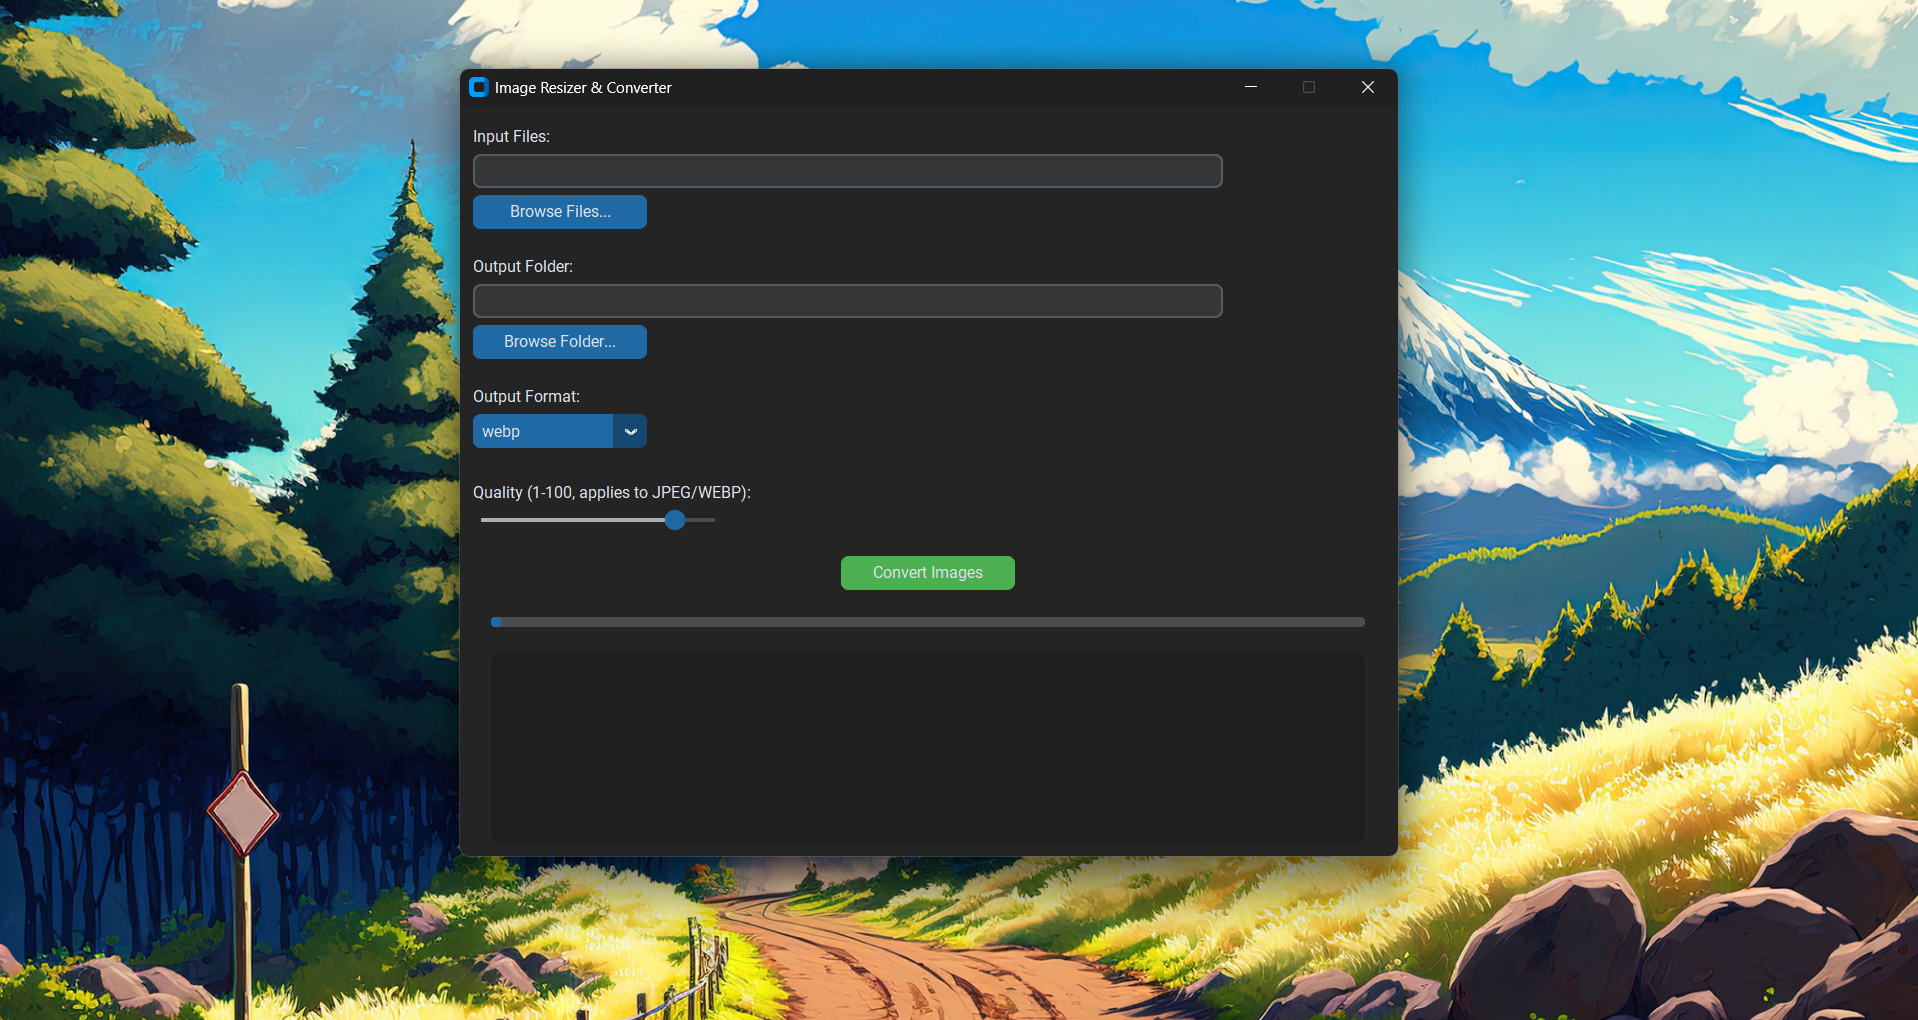 Image Resizer & Converter
Input Files:
Browse Files...
Output Folder:
Browse Folder...
Output Format:
webp
Quality (1-100, applies to JPEG/WEBP):
Convert Images